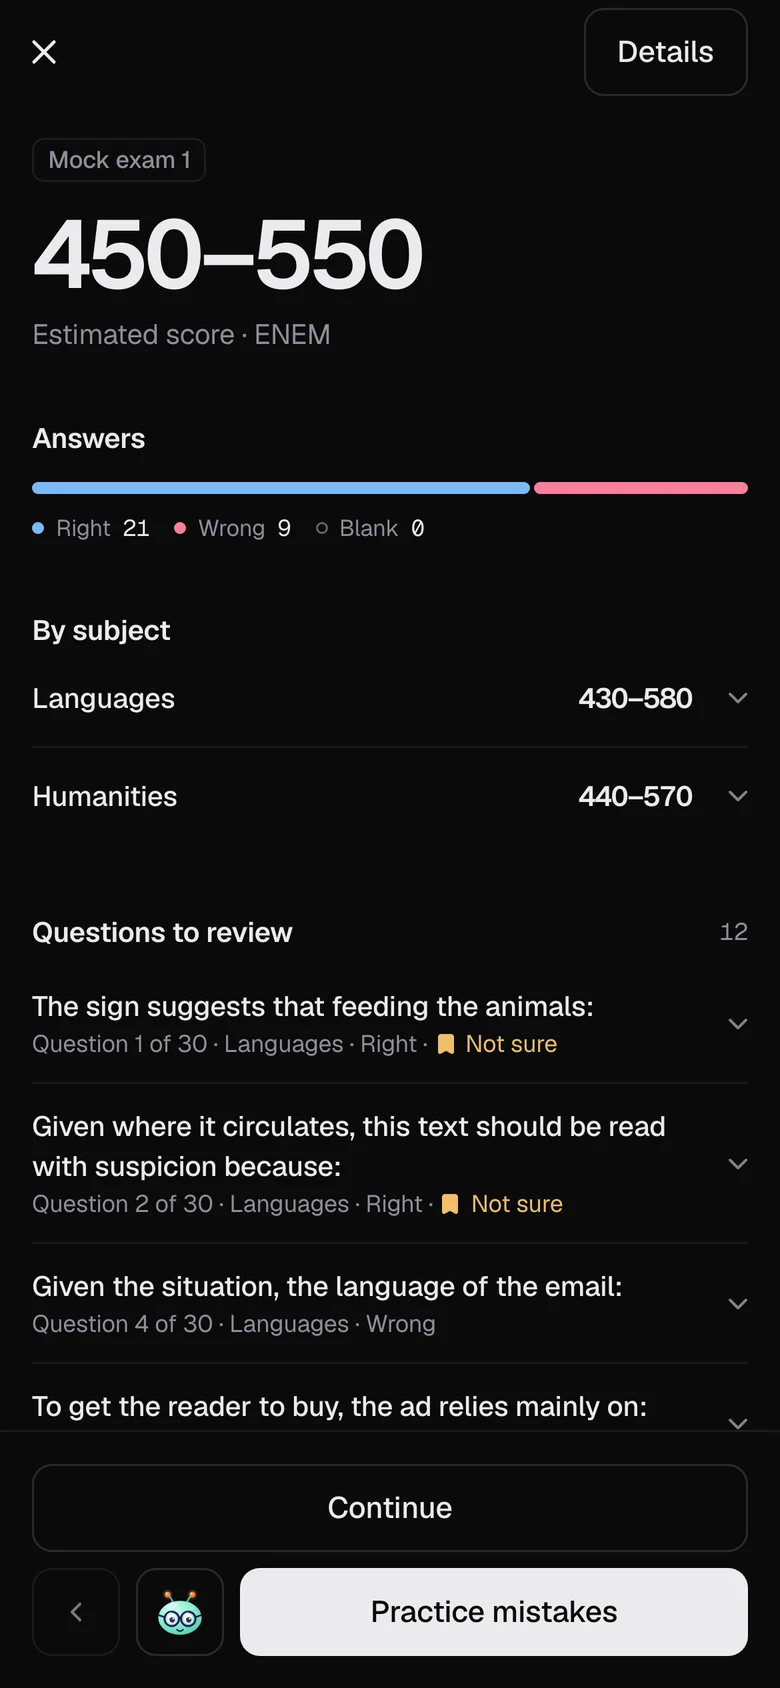 Details
Mock exam 1
450–550
Estimated score · ENEM
Answers
Right 21 Wrong 9 Blank 0
By subject
Languages 430–580
Humanities 440–570
Questions to review 12
The sign suggests that feeding the animals:
Question 1 of 30 · Languages · Right · Not sure
Given where it circulates, this text should be read
with suspicion because:
Question 2 of 30 · Languages · Right · Not sure
Given the situation, the language of the email:
Question 4 of 30 · Languages · Wrong
To get the reader to buy, the ad relies mainly on:
Continue
Practice mistakes